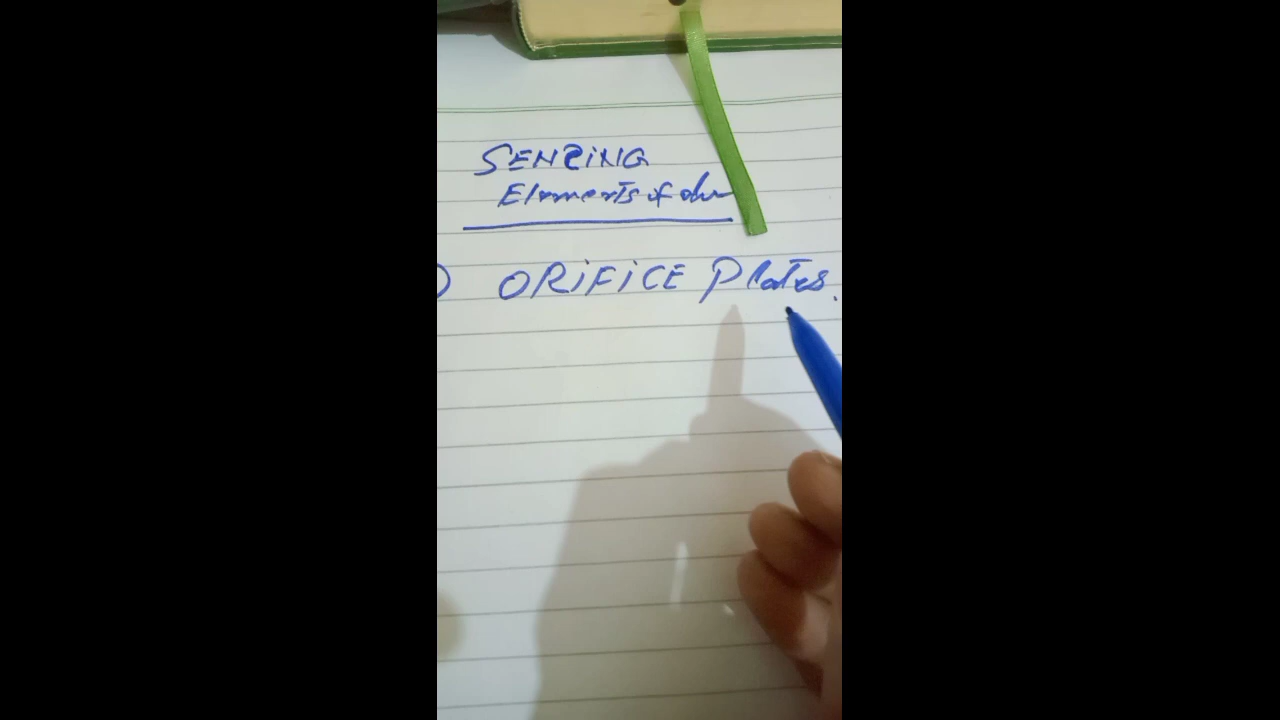 SENSING
Elements of
) ORIFICE Plates.